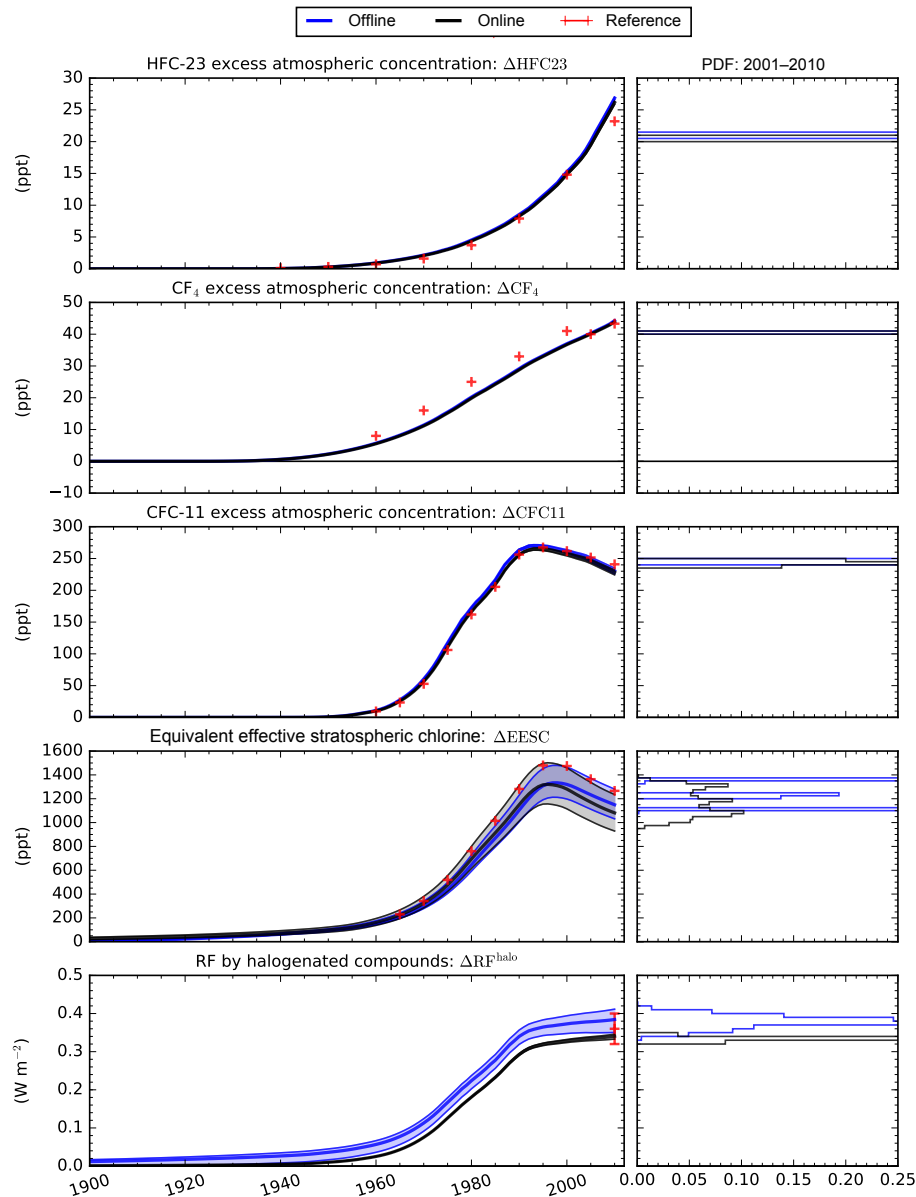 Offline Online Reference
HFC-23 excess atmospheric concentration: ΔHFC23
PDF: 2001–2010
30
25
20
15
10
5
0
(ppt)
CF₄ excess atmospheric concentration: ΔCF₄
50
40
30
20
10
0
−10
(ppt)
CFC-11 excess atmospheric concentration: ΔCFC11
300
250
200
150
100
50
0
(ppt)
Equivalent effective stratospheric chlorine: ΔEESC
1600
1400
1200
1000
800
600
400
200
0
(ppt)
RF by halogenated compounds: ΔRF^halo
0.5
0.4
0.3
0.2
0.1
0.0
(W m⁻²)
1900 1920 1940 1960 1980 2000
0.00 0.05 0.10 0.15 0.20 0.25